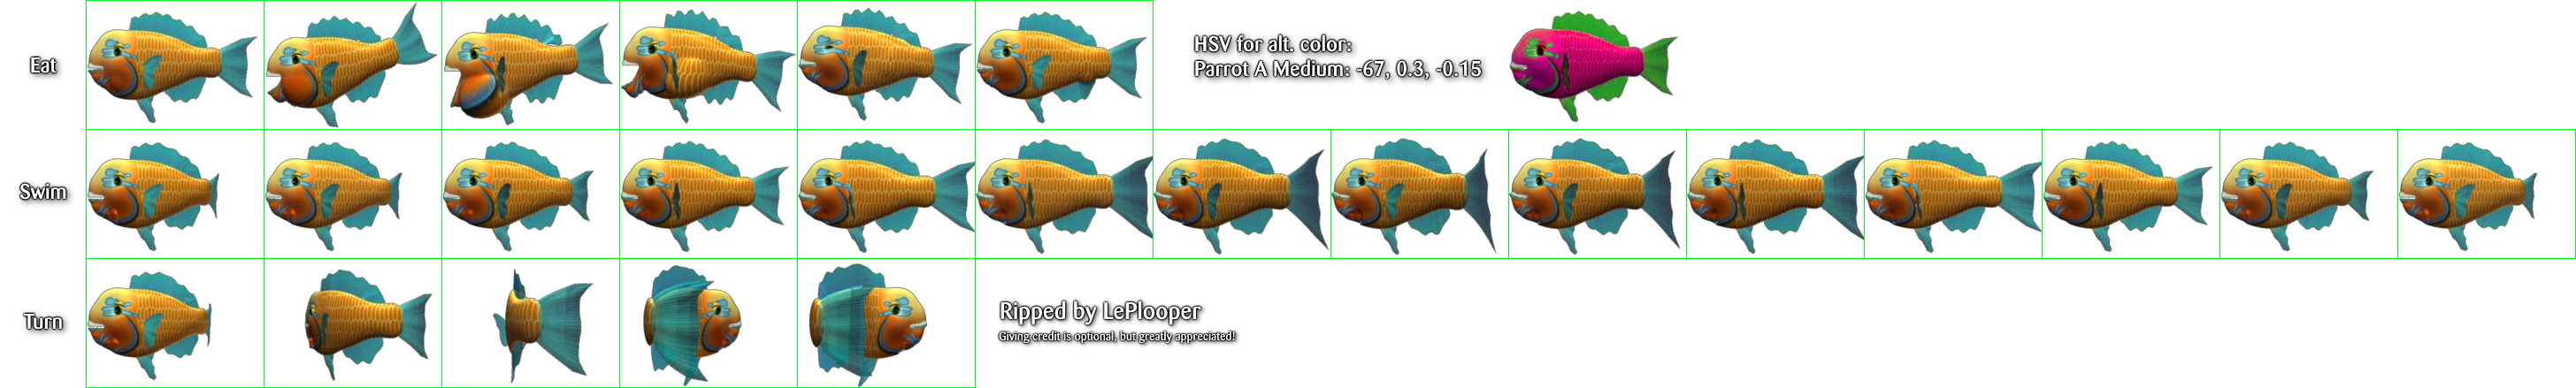 Eat
HSV for alt. color:
Parrot A Medium: -67, 0.3, -0.15
Swim
Turn
Ripped by LePlooper
Giving credit is optional, but greatly appreciated!